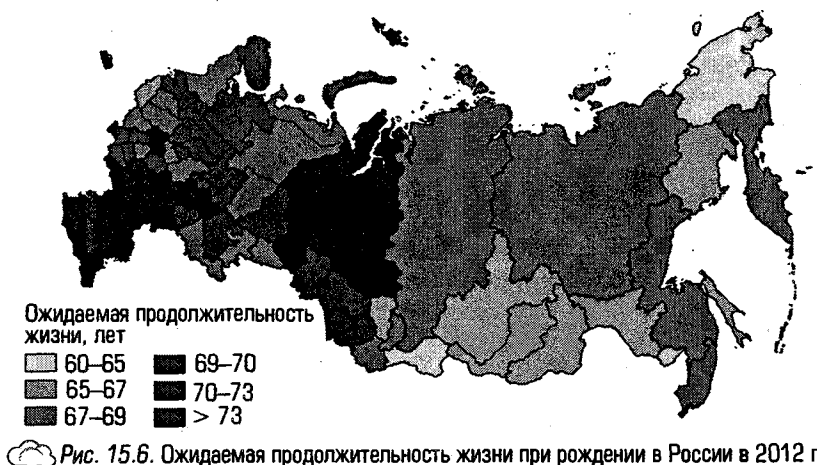 Ожидаемая продолжительность
жизни, лет
60–65
69–70
65–67
70–73
67–69
> 73
Рис. 15.6. Ожидаемая продолжительность жизни при рождении в России в 2012 г